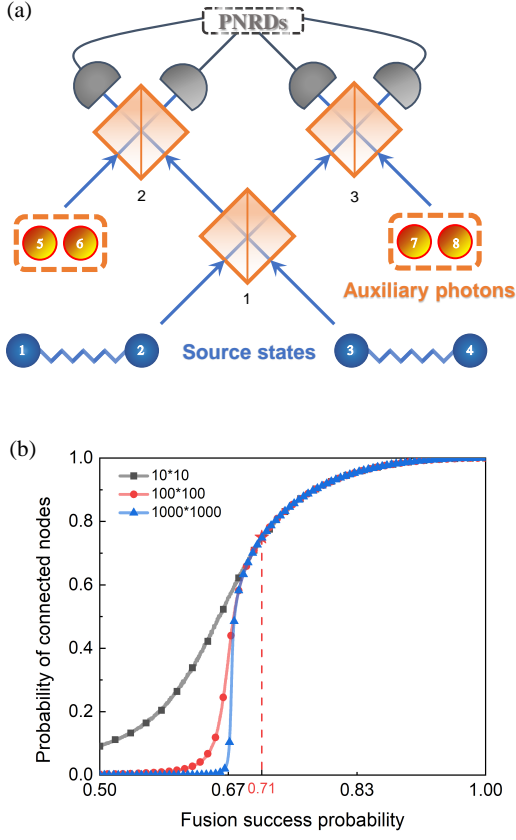 (a)
PNRDs
2
3
5 6
7 8
1
Auxiliary photons
1 2
Source states
3 4
(b)
Probability of connected nodes
1.0
0.8
0.6
0.4
0.2
0.0
10*10
100*100
1000*1000
0.50 0.67 0.71 0.83 1.00
Fusion success probability